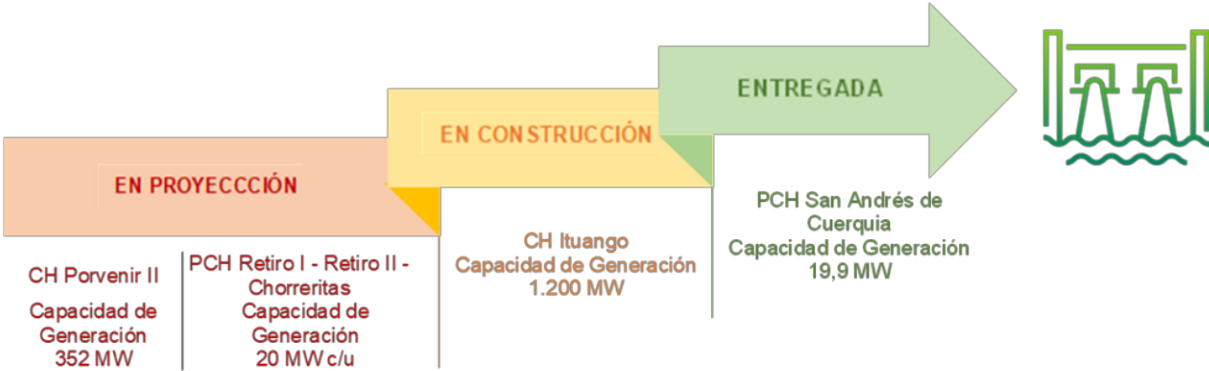 EN PROYECCCIÓN
CH Porvenir II
Capacidad de
Generación
352 MW
PCH Retiro I - Retiro II -
Chorreritas
Capacidad de
Generación
20 MW c/u
EN CONSTRUCCIÓN
CH Ituango
Capacidad de Generación
1.200 MW
ENTREGADA
PCH San Andrés de
Cuerquia
Capacidad de Generación
19,9 MW